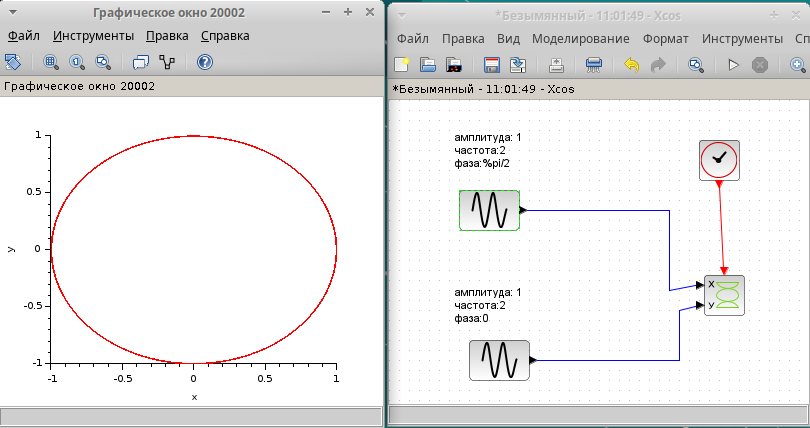 Графическое окно 20002
Файл Инструменты Правка Справка
Графическое окно 20002
1
0.5
0
-0.5
-1
y
-1 -0.5 0 0.5 1
x
*Безымянный - 11:01:49 - Xcos
Файл Правка Вид Моделирование Формат Инструменты Сп
*Безымянный - 11:01:49 - Xcos
амплитуда: 1
частота:2
фаза:%pi/2
X
У
амплитуда: 1
частота:2
фаза:0